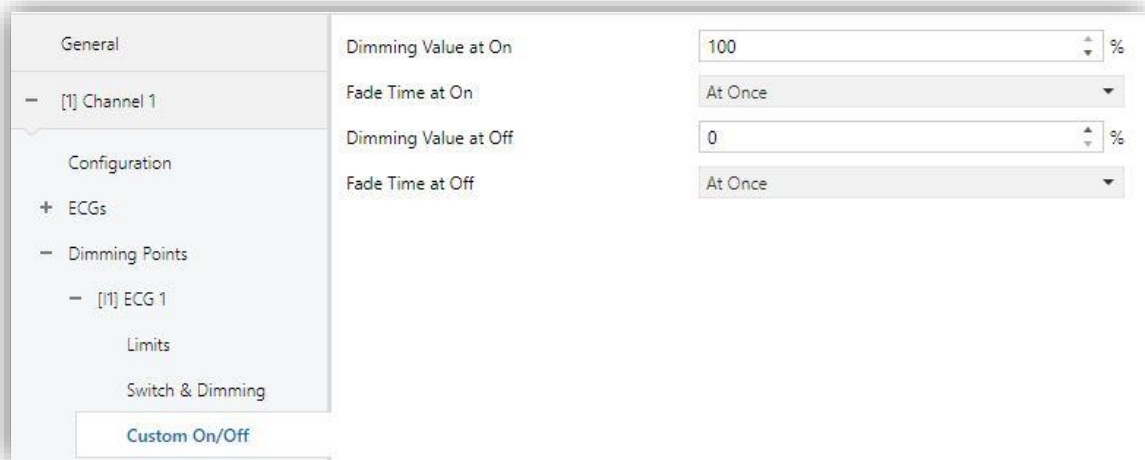 General
[1] Channel 1
Configuration
ECGs
Dimming Points
[I1] ECG 1
Limits
Switch & Dimming
Custom On/Off
Dimming Value at On 100 %
Fade Time at On At Once
Dimming Value at Off 0 %
Fade Time at Off At Once